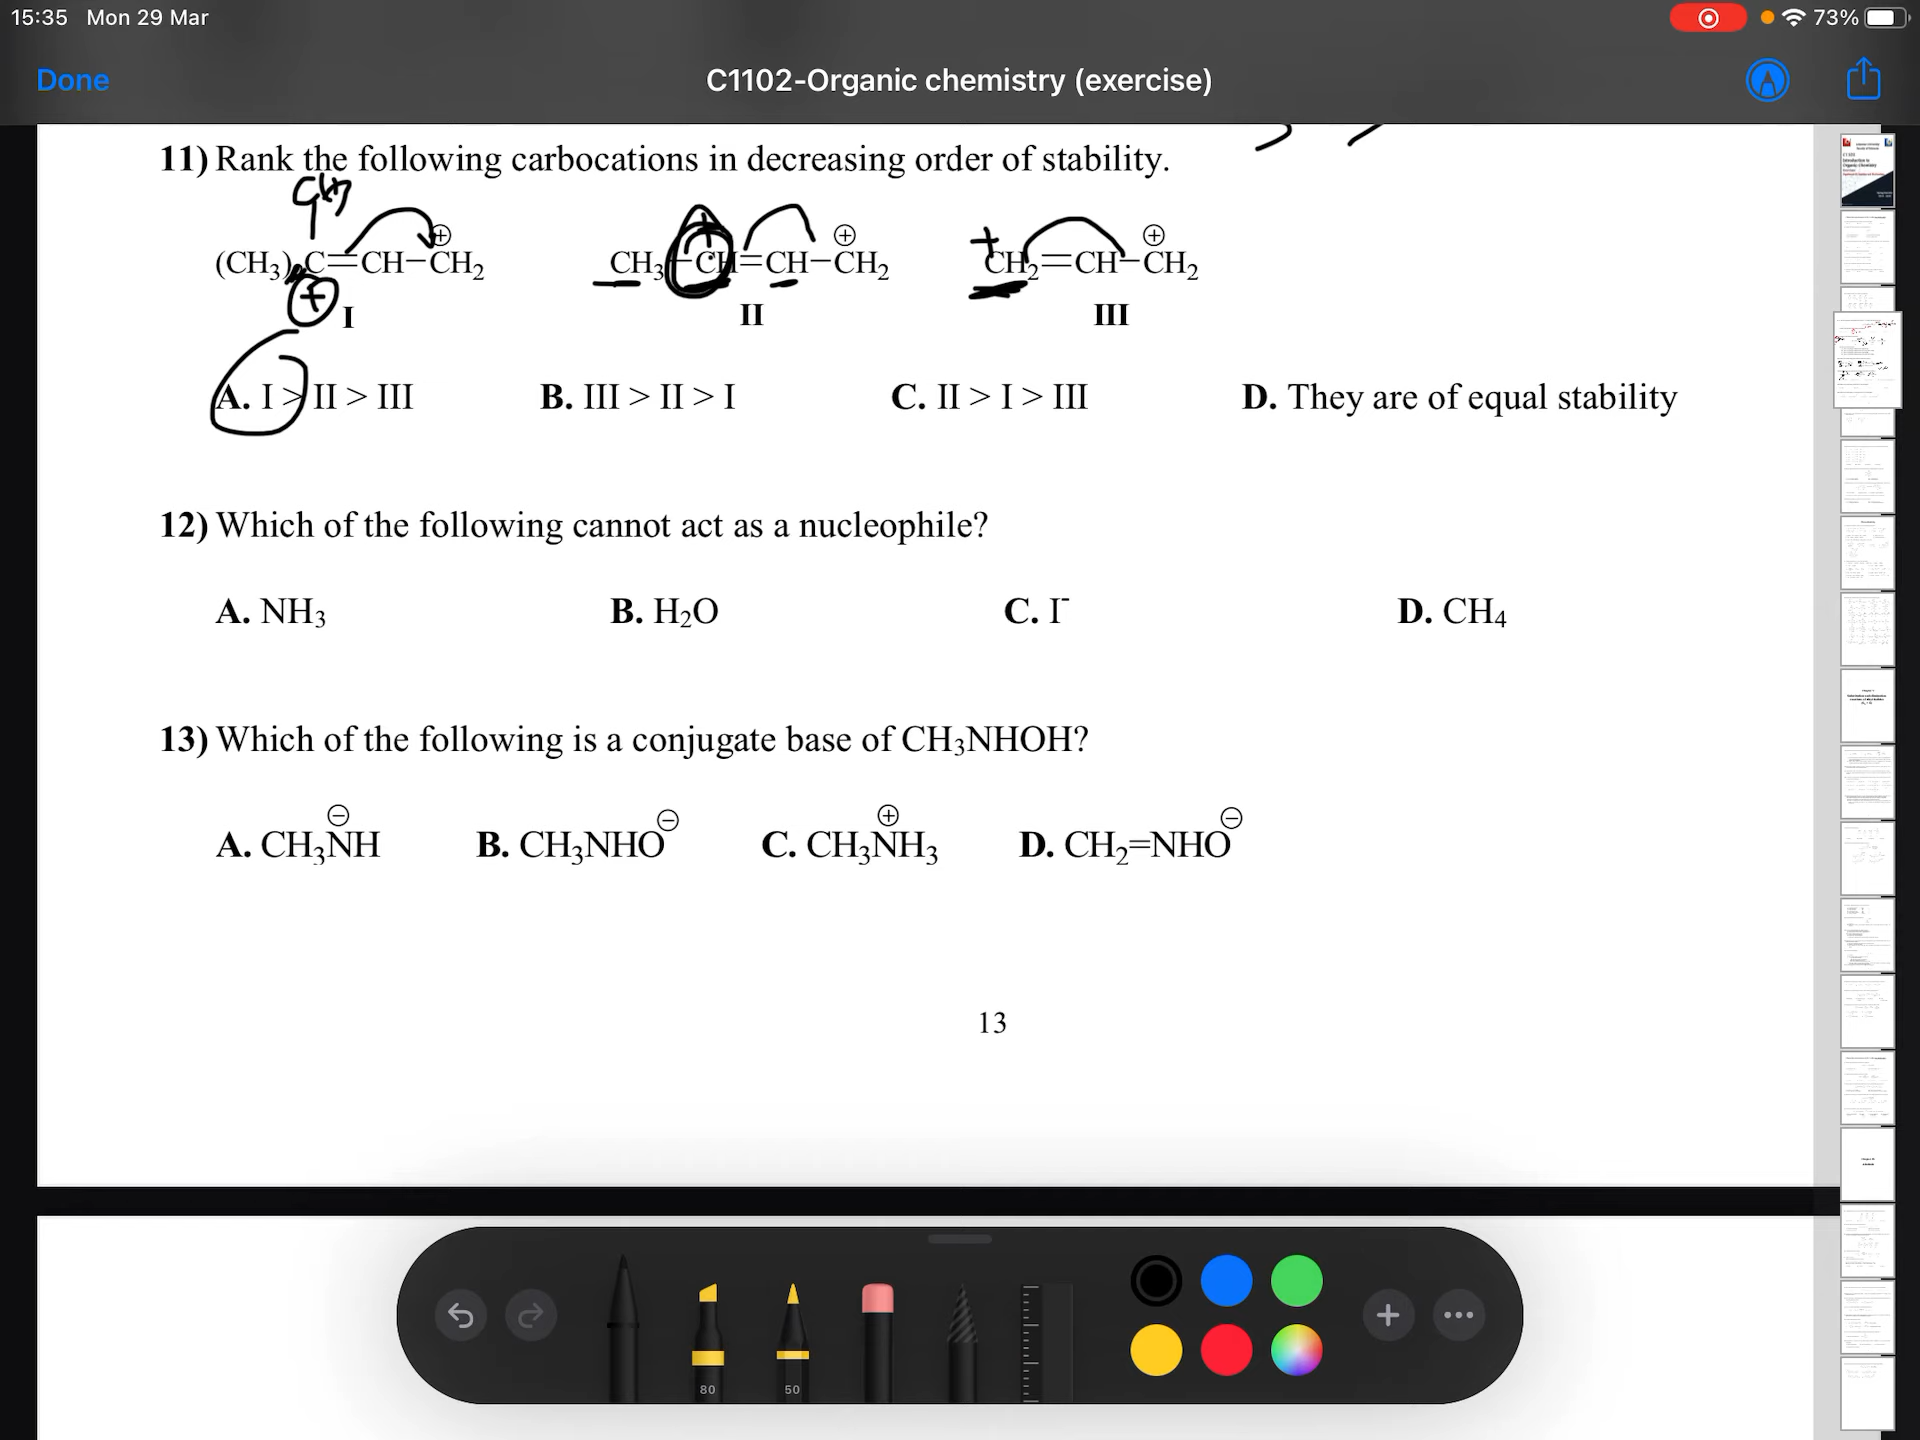 15:35 Mon 29 Mar
73%
Done
C1102-Organic chemistry (exercise)
11) Rank the following carbocations in decreasing order of stability.
CH3
(CH3)2C=CH-CH2 ⊕
CH3-CH=CH-CH2 ⊕
CH2=CH-CH2 ⊕
+ + +
I II III
A. I > II > III B. III > II > I C. II > I > III D. They are of equal stability
12) Which of the following cannot act as a nucleophile?
A. NH3 B. H2O C. I- D. CH4
13) Which of the following is a conjugate base of CH3NHOH?
A. CH3NH ⊖ B. CH3NHO ⊖ C. CH3NH3 ⊕ D. CH2=NHO ⊖
13
80 50